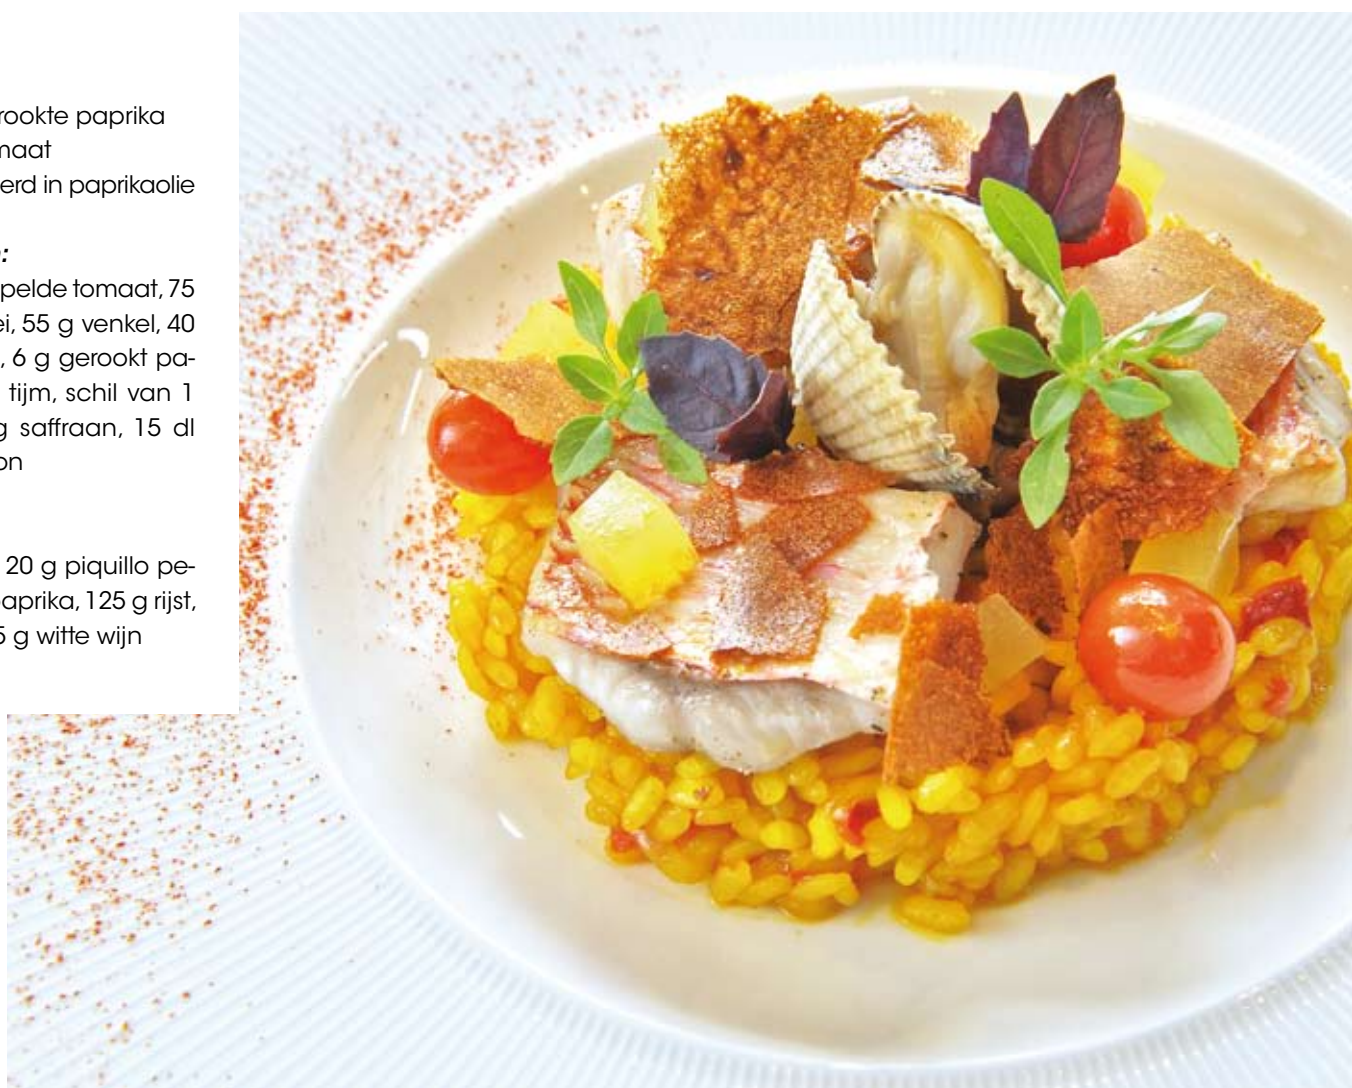 rookte paprika
maat
erd in paprikaolie
:
pelde tomaat, 75
ei, 55 g venkel, 40
, 6 g gerookt pa-
tijm, schil van 1
g saffraan, 15 dl
on
20 g piquillo pe-
aprika, 125 g rijst,
5 g witte wijn